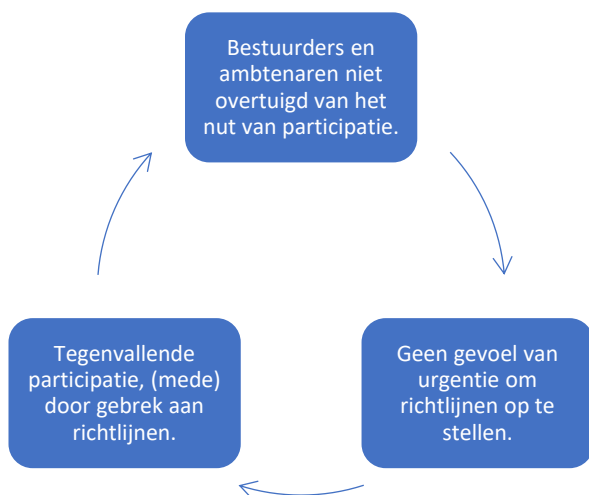 Bestuurders en
ambtenaren niet
overtuigd van het
nut van participatie.
Geen gevoel van
urgentie om
richtlijnen op te
stellen.
Tegenvallende
participatie, (mede)
door gebrek aan
richtlijnen.